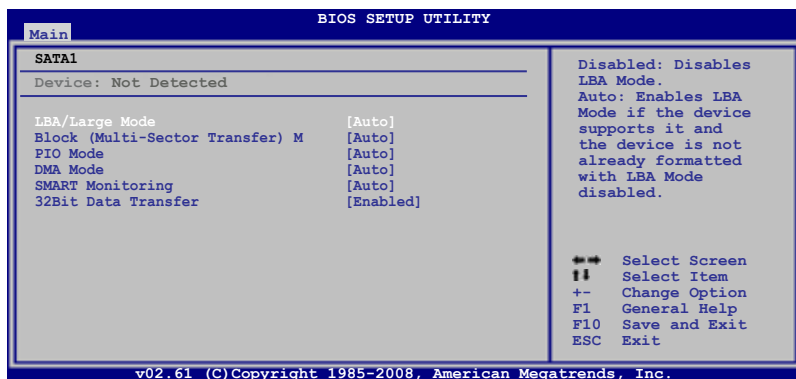 BIOS SETUP UTILITY
Main
SATA1
Device: Not Detected
LBA/Large Mode [Auto]
Block (Multi-Sector Transfer) M [Auto]
PIO Mode [Auto]
DMA Mode [Auto]
SMART Monitoring [Auto]
32Bit Data Transfer [Enabled]
Disabled: Disables
LBA Mode.
Auto: Enables LBA
Mode if the device
supports it and
the device is not
already formatted
with LBA Mode
disabled.
←→ Select Screen
↑↓ Select Item
+- Change Option
F1 General Help
F10 Save and Exit
ESC Exit
v02.61 (C)Copyright 1985-2008, American Megatrends, Inc.